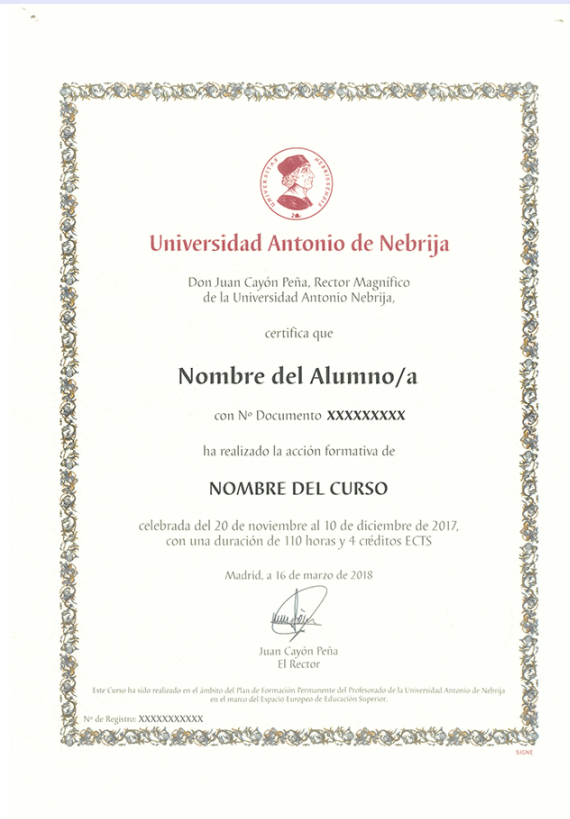 UNIVERSITAS NEBRISSENSIS
Universidad Antonio de Nebrija
Don Juan Cayón Peña, Rector Magnífico
de la Universidad Antonio Nebrija,
certifica que
Nombre del Alumno/a
con Nº Documento XXXXXXXXX
ha realizado la acción formativa de
NOMBRE DEL CURSO
celebrada del 20 de noviembre al 10 de diciembre de 2017,
con una duración de 110 horas y 4 créditos ECTS
Madrid, a 16 de marzo de 2018
Juan Cayón Peña
El Rector
Este Curso ha sido realizado en el ámbito del Plan de Formación Permanente del Profesorado de la Universidad Antonio de Nebrija
en el marco del Espacio Europeo de Educación Superior.
Nº de Registro: XXXXXXXXXXX
SIGNE